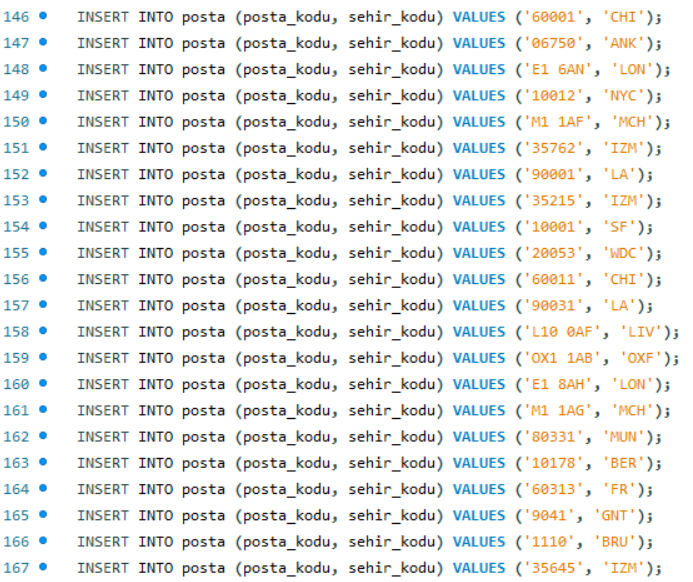 146 ● INSERT INTO posta (posta_kodu, sehir_kodu) VALUES ('60001', 'CHI');
147 ● INSERT INTO posta (posta_kodu, sehir_kodu) VALUES ('06750', 'ANK');
148 ● INSERT INTO posta (posta_kodu, sehir_kodu) VALUES ('E1 6AN', 'LON');
149 ● INSERT INTO posta (posta_kodu, sehir_kodu) VALUES ('10012', 'NYC');
150 ● INSERT INTO posta (posta_kodu, sehir_kodu) VALUES ('M1 1AF', 'MCH');
151 ● INSERT INTO posta (posta_kodu, sehir_kodu) VALUES ('35762', 'IZM');
152 ● INSERT INTO posta (posta_kodu, sehir_kodu) VALUES ('90001', 'LA');
153 ● INSERT INTO posta (posta_kodu, sehir_kodu) VALUES ('35215', 'IZM');
154 ● INSERT INTO posta (posta_kodu, sehir_kodu) VALUES ('10001', 'SF');
155 ● INSERT INTO posta (posta_kodu, sehir_kodu) VALUES ('20053', 'WDC');
156 ● INSERT INTO posta (posta_kodu, sehir_kodu) VALUES ('60011', 'CHI');
157 ● INSERT INTO posta (posta_kodu, sehir_kodu) VALUES ('90031', 'LA');
158 ● INSERT INTO posta (posta_kodu, sehir_kodu) VALUES ('L10 0AF', 'LIV');
159 ● INSERT INTO posta (posta_kodu, sehir_kodu) VALUES ('OX1 1AB', 'OXF');
160 ● INSERT INTO posta (posta_kodu, sehir_kodu) VALUES ('E1 8AH', 'LON');
161 ● INSERT INTO posta (posta_kodu, sehir_kodu) VALUES ('M1 1AG', 'MCH');
162 ● INSERT INTO posta (posta_kodu, sehir_kodu) VALUES ('80331', 'MUN');
163 ● INSERT INTO posta (posta_kodu, sehir_kodu) VALUES ('10178', 'BER');
164 ● INSERT INTO posta (posta_kodu, sehir_kodu) VALUES ('60313', 'FR');
165 ● INSERT INTO posta (posta_kodu, sehir_kodu) VALUES ('9041', 'GNT');
166 ● INSERT INTO posta (posta_kodu, sehir_kodu) VALUES ('1110', 'BRU');
167 ● INSERT INTO posta (posta_kodu, sehir_kodu) VALUES ('35645', 'IZM');